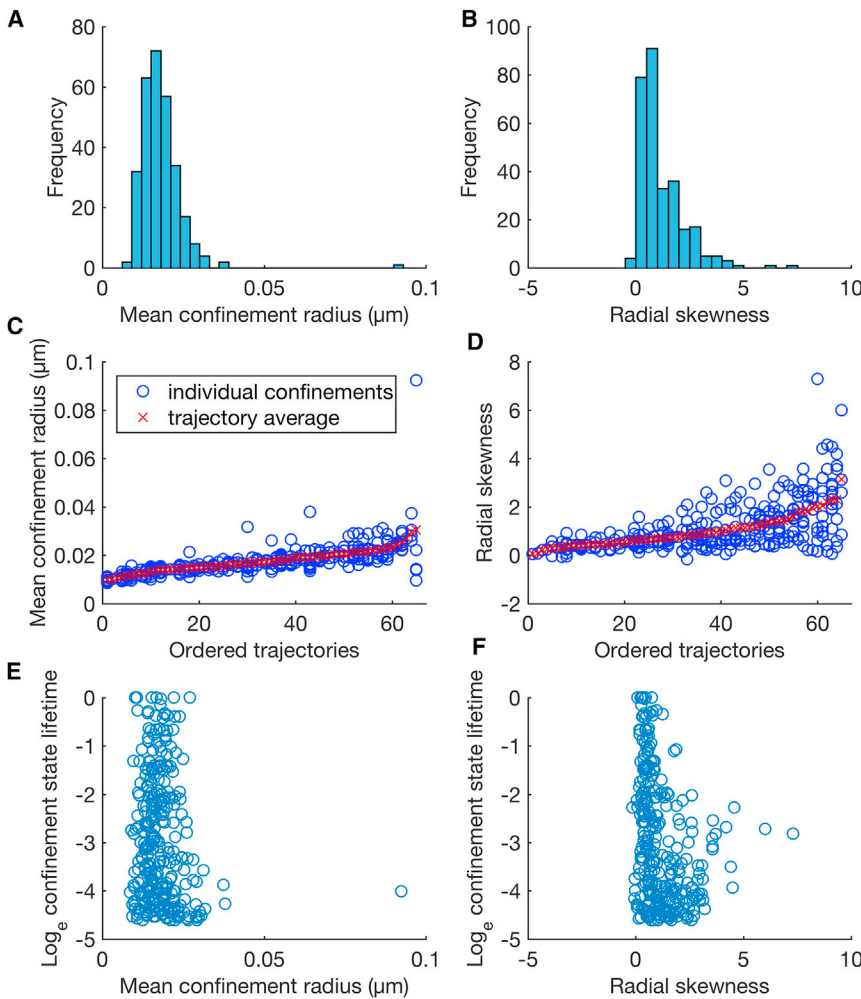 A
80
60
40
20
0
Frequency
0
0.05
0.1
Mean confinement radius (µm)
B
100
80
60
40
20
0
Frequency
-5
0
5
10
Radial skewness
C
0.1
0.08
0.06
0.04
0.02
0
Mean confinement radius (µm)
individual confinements
trajectory average
0
20
40
60
Ordered trajectories
D
8
6
4
2
0
-2
Radial skewness
0
20
40
60
Ordered trajectories
E
0
-1
-2
-3
-4
-5
Log_e confinement state lifetime
0
0.05
0.1
Mean confinement radius (µm)
F
0
-1
-2
-3
-4
-5
Log_e confinement state lifetime
-5
0
5
10
Radial skewness